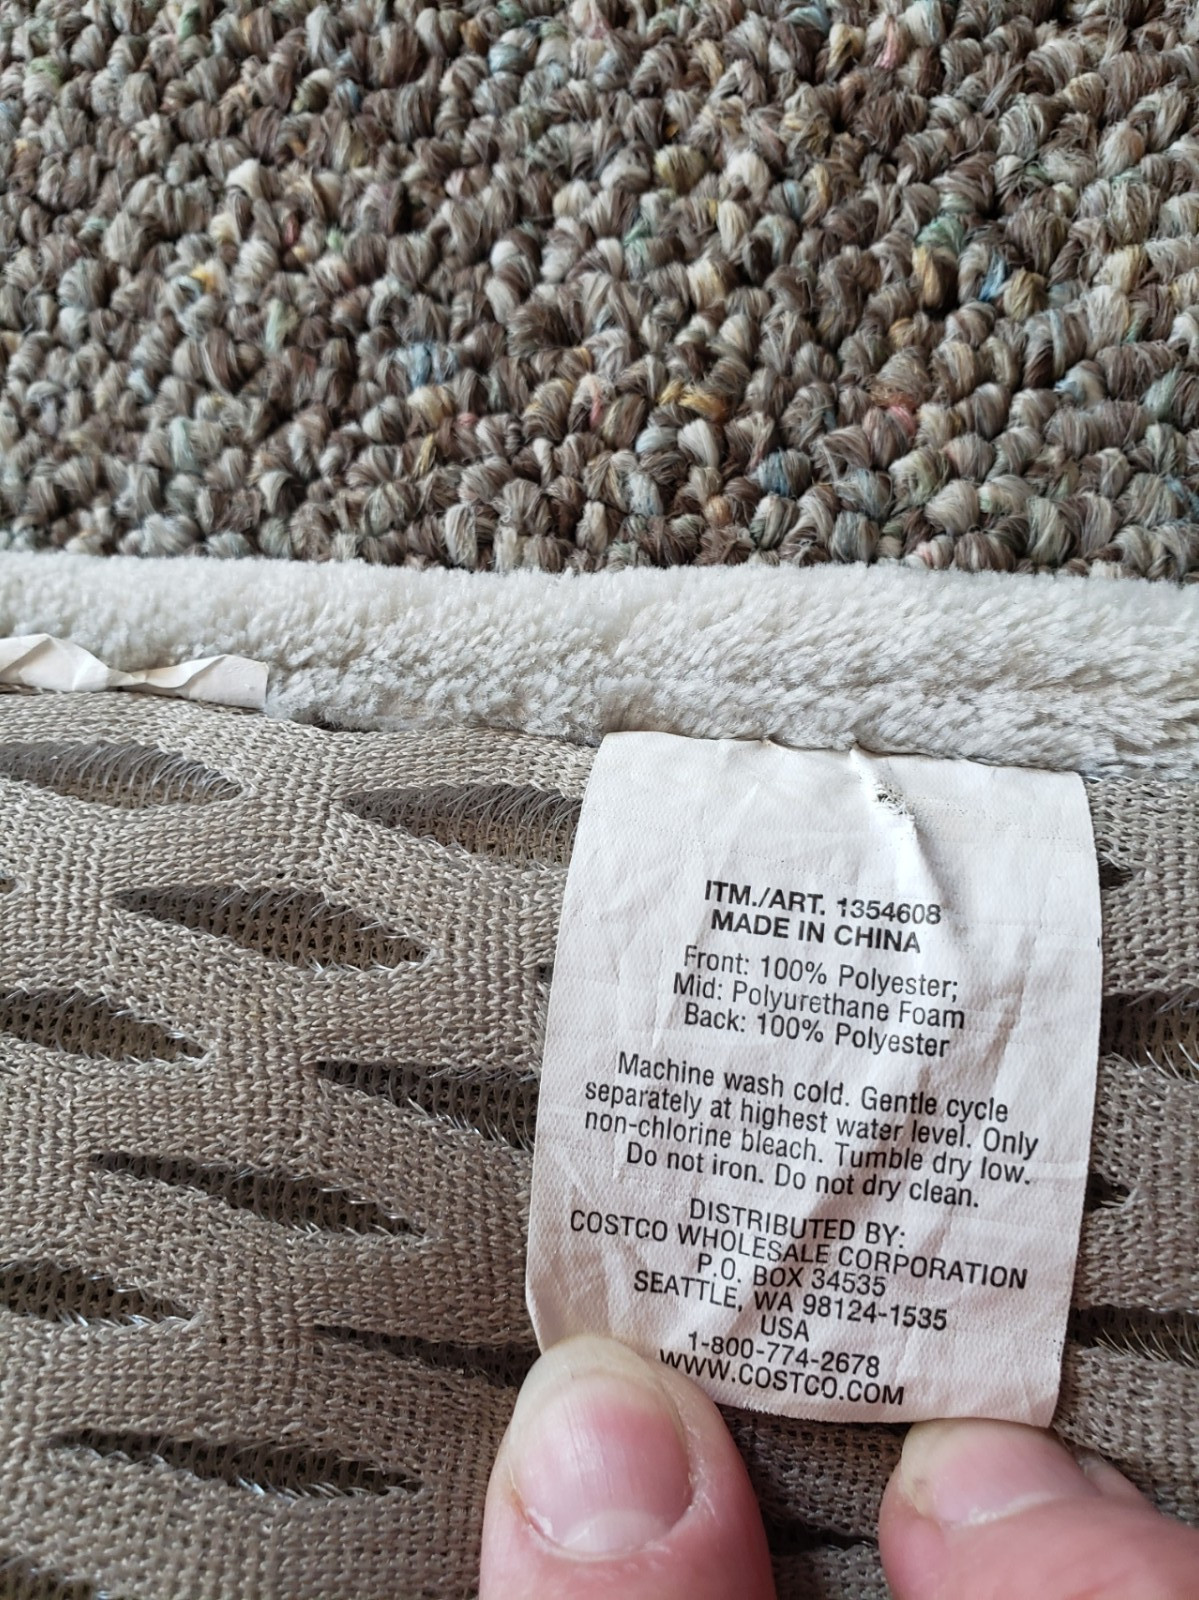 ITM./ART. 1354608
MADE IN CHINA
Front: 100% Polyester;
Mid: Polyurethane Foam
Back: 100% Polyester
Machine wash cold. Gentle cycle
separately at highest water level. Only
non-chlorine bleach. Tumble dry low.
Do not iron. Do not dry clean.
DISTRIBUTED BY:
COSTCO WHOLESALE CORPORATION
P.O. BOX 34535
SEATTLE, WA 98124-1535
USA
1-800-774-2678
WWW.COSTCO.COM